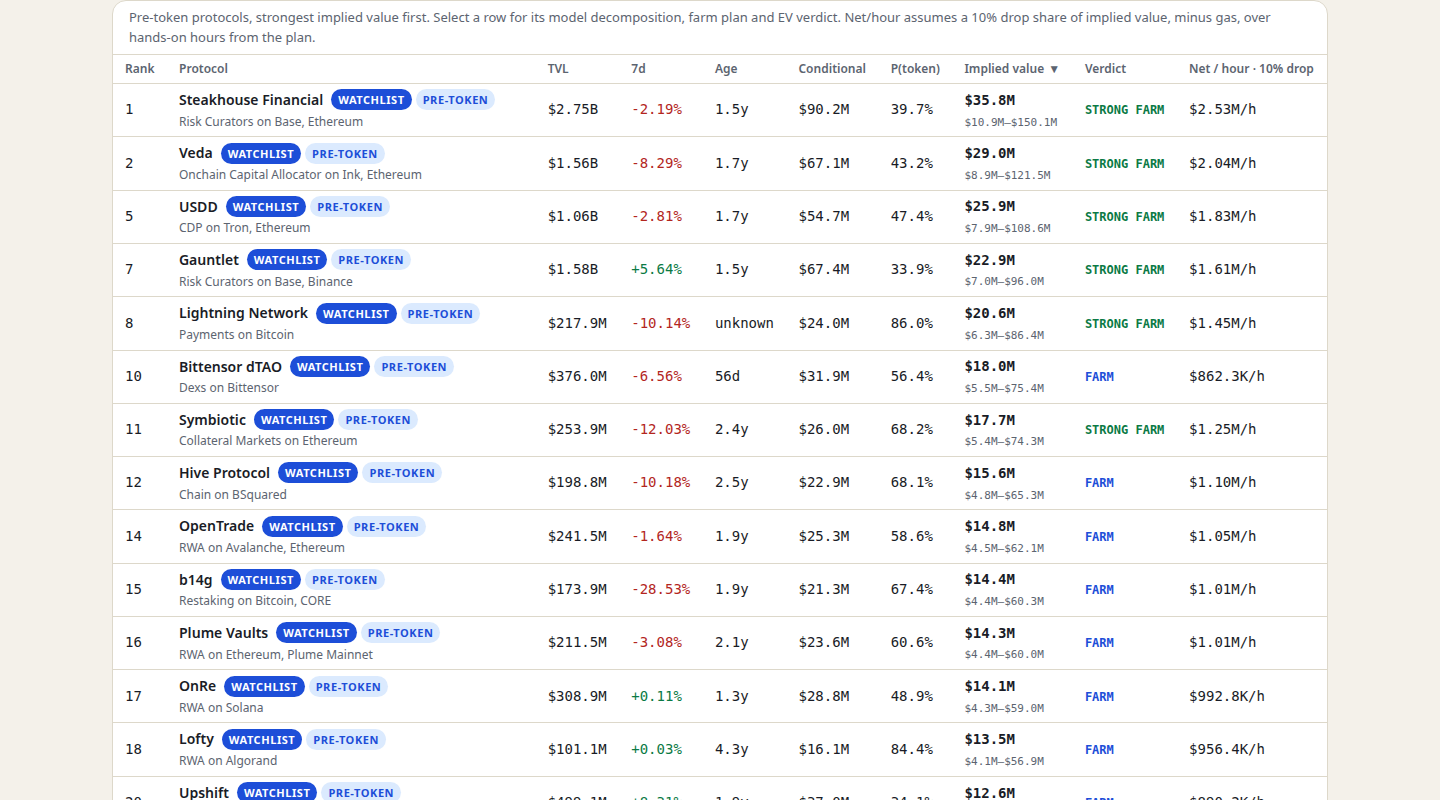 Pre-token protocols, strongest implied value first. Select a row for its model decomposition, farm plan and EV verdict. Net/hour assumes a 10% drop share of implied value, minus gas, over
hands-on hours from the plan.
Rank Protocol TVL 7d Age Conditional P(token) Implied value ▼ Verdict Net / hour · 10% drop
1 Steakhouse Financial WATCHLIST PRE-TOKEN $2.75B -2.19% 1.5y $90.2M 39.7% $35.8M STRONG FARM $2.53M/h
Risk Curators on Base, Ethereum $10.9M–$150.1M
2 Veda WATCHLIST PRE-TOKEN $1.56B -8.29% 1.7y $67.1M 43.2% $29.0M STRONG FARM $2.04M/h
Onchain Capital Allocator on Ink, Ethereum $8.9M–$121.5M
5 USDD WATCHLIST PRE-TOKEN $1.06B -2.81% 1.7y $54.7M 47.4% $25.9M STRONG FARM $1.83M/h
CDP on Tron, Ethereum $7.9M–$108.6M
7 Gauntlet WATCHLIST PRE-TOKEN $1.58B +5.64% 1.5y $67.4M 33.9% $22.9M STRONG FARM $1.61M/h
Risk Curators on Base, Binance $7.0M–$96.0M
8 Lightning Network WATCHLIST PRE-TOKEN $217.9M -10.14% unknown $24.0M 86.0% $20.6M STRONG FARM $1.45M/h
Payments on Bitcoin $6.3M–$86.4M
10 Bittensor dTAO WATCHLIST PRE-TOKEN $376.0M -6.56% 56d $31.9M 56.4% $18.0M FARM $862.3K/h
Dexs on Bittensor $5.5M–$75.4M
11 Symbiotic WATCHLIST PRE-TOKEN $253.9M -12.03% 2.4y $26.0M 68.2% $17.7M STRONG FARM $1.25M/h
Collateral Markets on Ethereum $5.4M–$74.3M
12 Hive Protocol WATCHLIST PRE-TOKEN $198.8M -10.18% 2.5y $22.9M 68.1% $15.6M FARM $1.10M/h
Chain on BSquared $4.8M–$65.3M
14 OpenTrade WATCHLIST PRE-TOKEN $241.5M -1.64% 1.9y $25.3M 58.6% $14.8M FARM $1.05M/h
RWA on Avalanche, Ethereum $4.5M–$62.1M
15 b14g WATCHLIST PRE-TOKEN $173.9M -28.53% 1.9y $21.3M 67.4% $14.4M FARM $1.01M/h
Restaking on Bitcoin, CORE $4.4M–$60.3M
16 Plume Vaults WATCHLIST PRE-TOKEN $211.5M -3.08% 2.1y $23.6M 60.6% $14.3M FARM $1.01M/h
RWA on Ethereum, Plume Mainnet $4.4M–$60.0M
17 OnRe WATCHLIST PRE-TOKEN $308.9M +0.11% 1.3y $28.8M 48.9% $14.1M FARM $992.8K/h
RWA on Solana $4.3M–$59.0M
18 Lofty WATCHLIST PRE-TOKEN $101.1M +0.03% 4.3y $16.1M 84.4% $13.5M FARM $956.4K/h
RWA on Algorand $4.1M–$56.9M
Upshift WATCHLIST PRE-TOKEN $12.6M